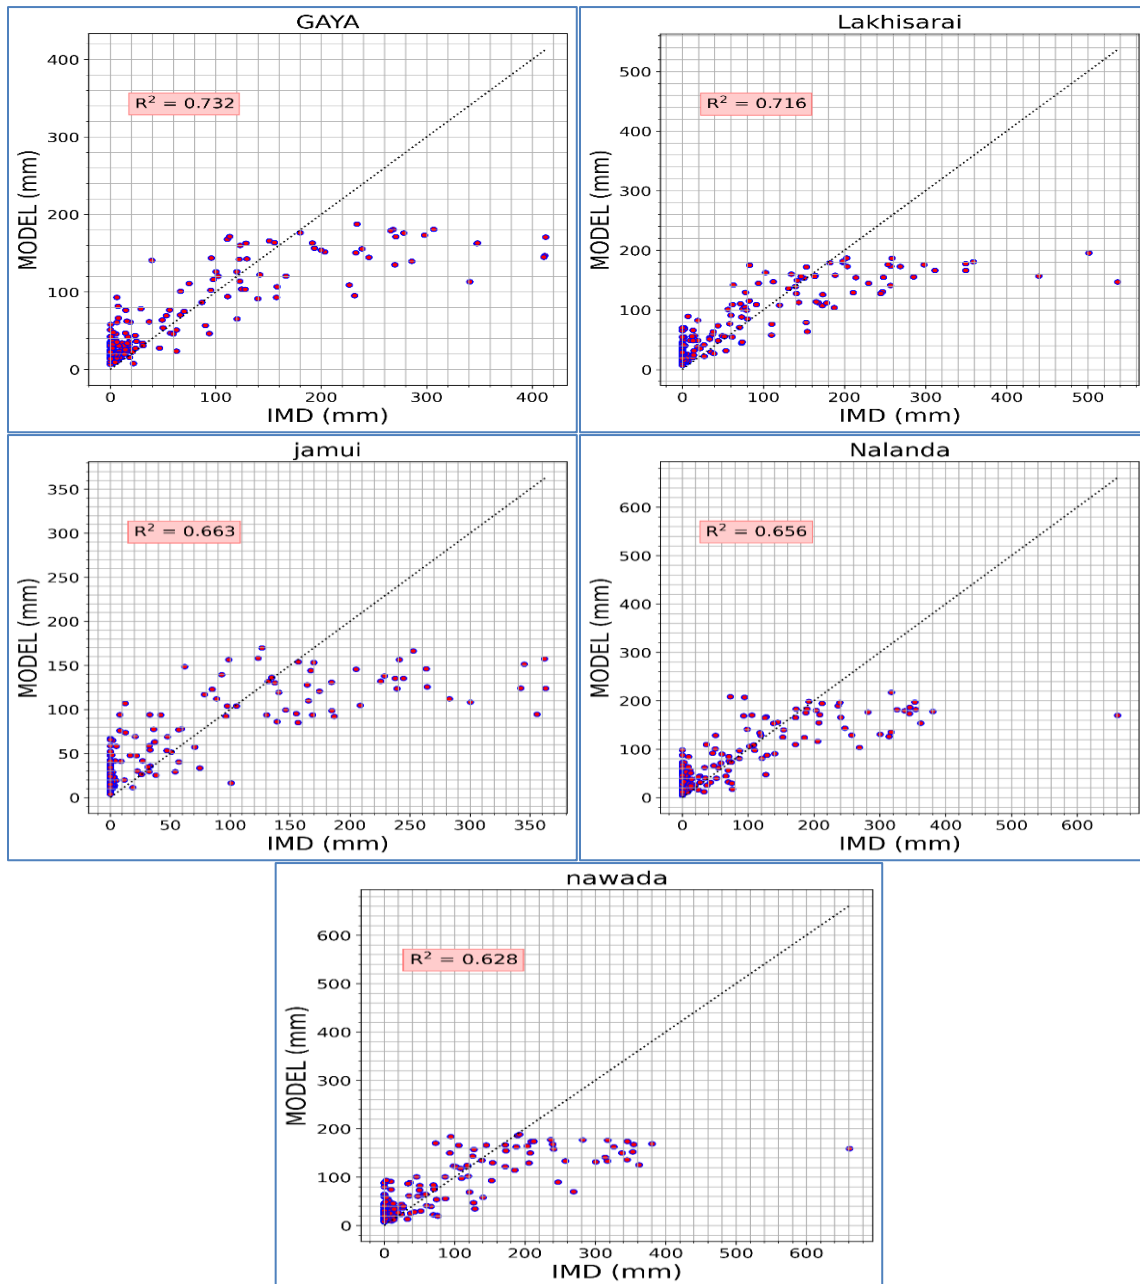 GAYA
400
300
200
100
0
MODEL (mm)
R² = 0.732
0 100 200 300 400
IMD (mm)
Lakhisarai
500
400
300
200
100
0
MODEL (mm)
R² = 0.716
0 100 200 300 400 500
IMD (mm)
jamui
350
300
250
200
150
100
50
0
MODEL (mm)
R² = 0.663
0 50 100 150 200 250 300 350
IMD (mm)
Nalanda
600
500
400
300
200
100
0
MODEL (mm)
R² = 0.656
0 100 200 300 400 500 600
IMD (mm)
nawada
600
500
400
300
200
100
0
MODEL (mm)
R² = 0.628
0 100 200 300 400 500 600
IMD (mm)